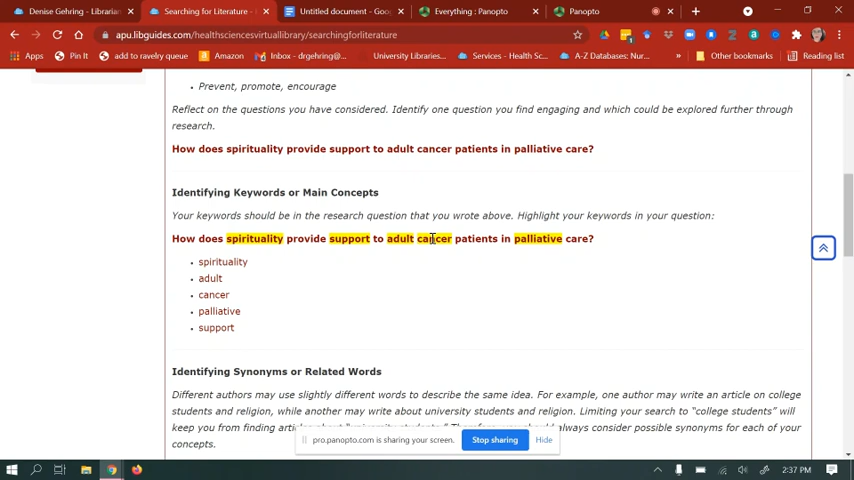 Denise Gehring - Librarian
Searching for Literature -
Untitled document - Goo
Everything : Panopto
Panopto
apu.libguides.com/healthsciencesvirtuallibrary/searchingforliterature
Apps
Pin It
add to ravelry queue
Amazon
Inbox - drgehring@...
University Libraries...
Services - Health Sc...
A-Z Databases: Nur...
»
Other bookmarks
Reading list
• Prevent, promote, encourage
Reflect on the questions you have considered. Identify one question you find engaging and which could be explored further through
research.
How does spirituality provide support to adult cancer patients in palliative care?
Identifying Keywords or Main Concepts
Your keywords should be in the research question that you wrote above. Highlight your keywords in your question:
How does spirituality provide support to adult cancer patients in palliative care?
• spirituality
• adult
• cancer
• palliative
• support
Identifying Synonyms or Related Words
Different authors may use slightly different words to describe the same idea. For example, one author may write an article on college
students and religion, while another may write about university students and religion. Limiting your search to "college students" will
keep you from finding articles about always consider possible synonyms for each of your
concepts.
pro.panopto.com is sharing your screen.
Stop sharing
Hide
2:37 PM